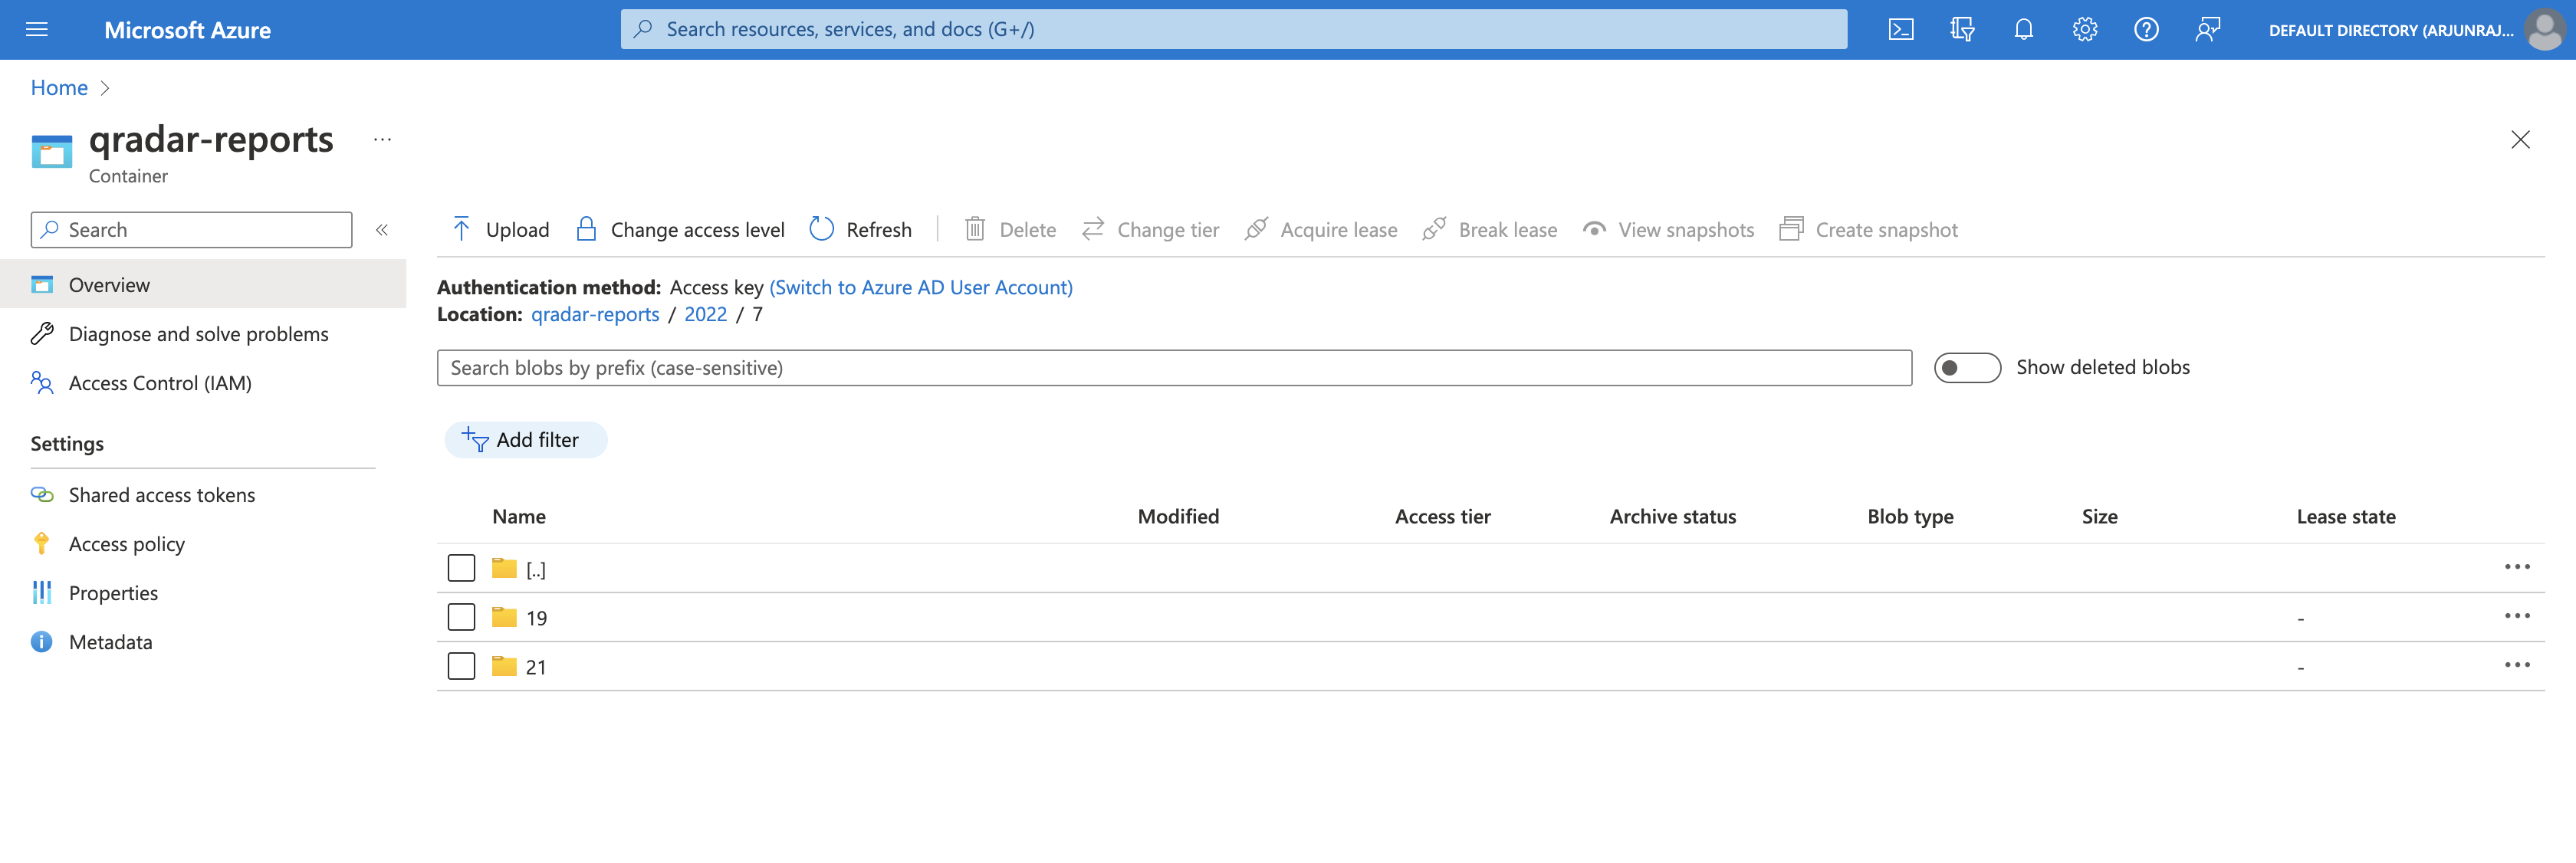 Microsoft Azure
Search resources, services, and docs (G+/)
DEFAULT DIRECTORY (ARJUNRAJ...
Home
qradar-reports ...
Container
Search
Overview
Diagnose and solve problems
Access Control (IAM)
Settings
Shared access tokens
Access policy
Properties
Metadata
Upload Change access level Refresh Delete Change tier Acquire lease Break lease View snapshots Create snapshot
Authentication method: Access key (Switch to Azure AD User Account)
Location: qradar-reports / 2022 / 7
Search blobs by prefix (case-sensitive)
Show deleted blobs
Add filter
Name Modified Access tier Archive status Blob type Size Lease state
[..]
19 -
21 -